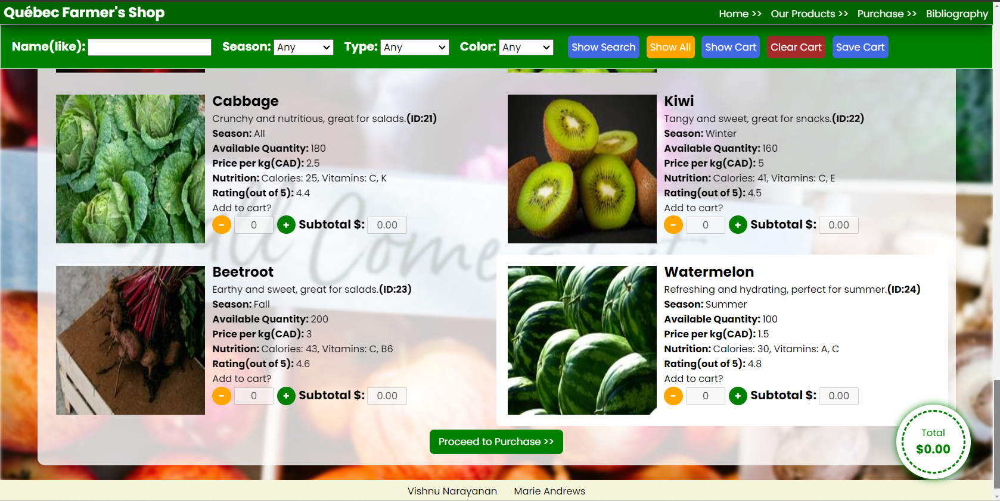 Québec Farmer's Shop
Home >> Our Products >> Purchase >> Bibliography
Name(like): Season: Any Type: Any Color: Any Show Search Show All Show Cart Clear Cart Save Cart
Cabbage
Crunchy and nutritious, great for salads.(ID:21)
Season: All
Available Quantity: 180
Price per kg(CAD): 2.5
Nutrition: Calories: 25, Vitamins: C, K
Rating(out of 5): 4.4
Add to cart?
- 0 + Subtotal $: 0.00
Kiwi
Tangy and sweet, great for snacks.(ID:22)
Season: Winter
Available Quantity: 160
Price per kg(CAD): 5
Nutrition: Calories: 41, Vitamins: C, E
Rating(out of 5): 4.5
Add to cart?
- 0 + Subtotal $: 0.00
Beetroot
Earthy and sweet, great for salads.(ID:23)
Season: Fall
Available Quantity: 200
Price per kg(CAD): 3
Nutrition: Calories: 43, Vitamins: C, B6
Rating(out of 5): 4.6
Add to cart?
- 0 + Subtotal $: 0.00
Watermelon
Refreshing and hydrating, perfect for summer.(ID:24)
Season: Summer
Available Quantity: 100
Price per kg(CAD): 1.5
Nutrition: Calories: 30, Vitamins: A, C
Rating(out of 5): 4.8
Add to cart?
- 0 + Subtotal $: 0.00
Proceed to Purchase >>
Total
$0.00
Vishnu Narayanan Marie Andrews